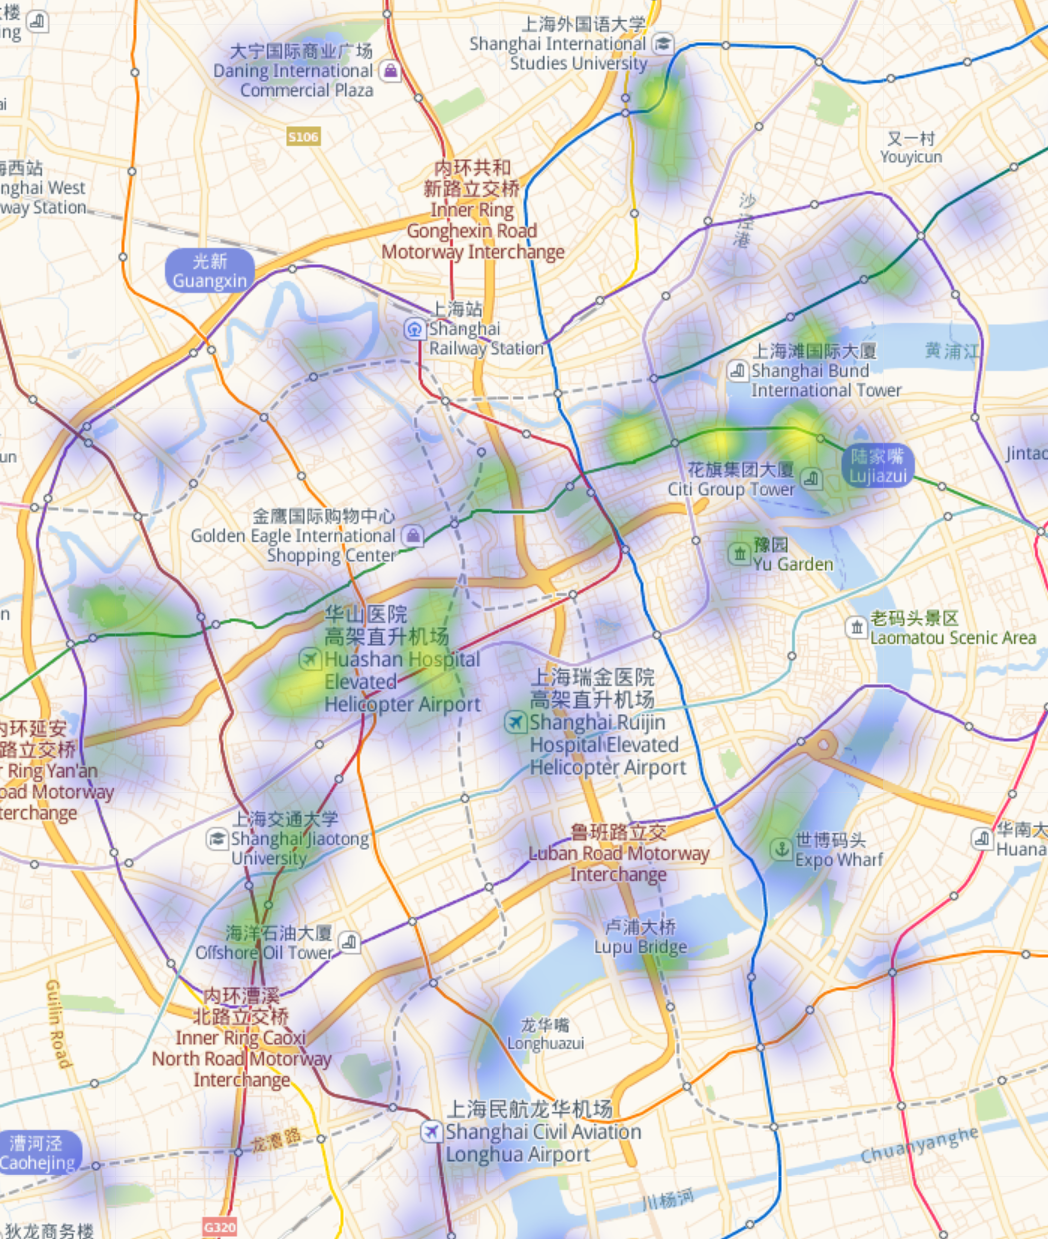 大楼
上海外国语大学
Shanghai International
Studies University
大宁国际商业广场
Daning International
Commercial Plaza
S106
又一村
Youyicun
海西站
nghai West
way Station
内环共和
新路立交桥
Inner Ring
Gonghexin Road
Motorway Interchange
沙泾港
光新
Guangxin
上海站
Shanghai
Railway Station
上海滩国际大厦
Shanghai Bund
International Tower
黄浦江
花旗集团大厦
Citi Group Tower
陆家嘴
Lujiazui
Jintao
un
金鹰国际购物中心
Golden Eagle International
Shopping Center
豫园
Yu Garden
华山医院
高架直升机场
Huashan Hospital
Elevated
Helicopter Airport
老码头景区
Laomatou Scenic Area
上海瑞金医院
高架直升机场
Shanghai Ruijin
Hospital Elevated
Helicopter Airport
内环延安
路立交桥
r Ring Yan'an
oad Motorway
terchange
上海交通大学
Shanghai Jiaotong
University
鲁班路立交
Luban Road Motorway
Interchange
世博码头
Expo Wharf
华南大
Huana
海洋石油大厦
Offshore Oil Tower
卢浦大桥
Lupu Bridge
Guilin Road
内环漕溪
北路立交桥
Inner Ring Caoxi
North Road Motorway
Interchange
龙华嘴
Longhuazui
上海民航龙华机场
Shanghai Civil Aviation
Longhua Airport
龙漕路
漕河泾
Caohejing
Chuanyanghe
川杨河
G320
狄龙商务楼